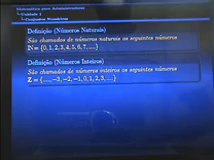 Matemática para Administradores
Unidade 1
Conjuntos Numéricos
Definição (Números Naturais)
São chamados de números naturais os seguintes números
N = {0, 1, 2, 3, 4, 5, 6, 7, ....}
Definição (Números Inteiros)
São chamados de números inteiros os seguintes números
Z = {...., −3, −2, −1, 0, 1, 2, 3, ....}